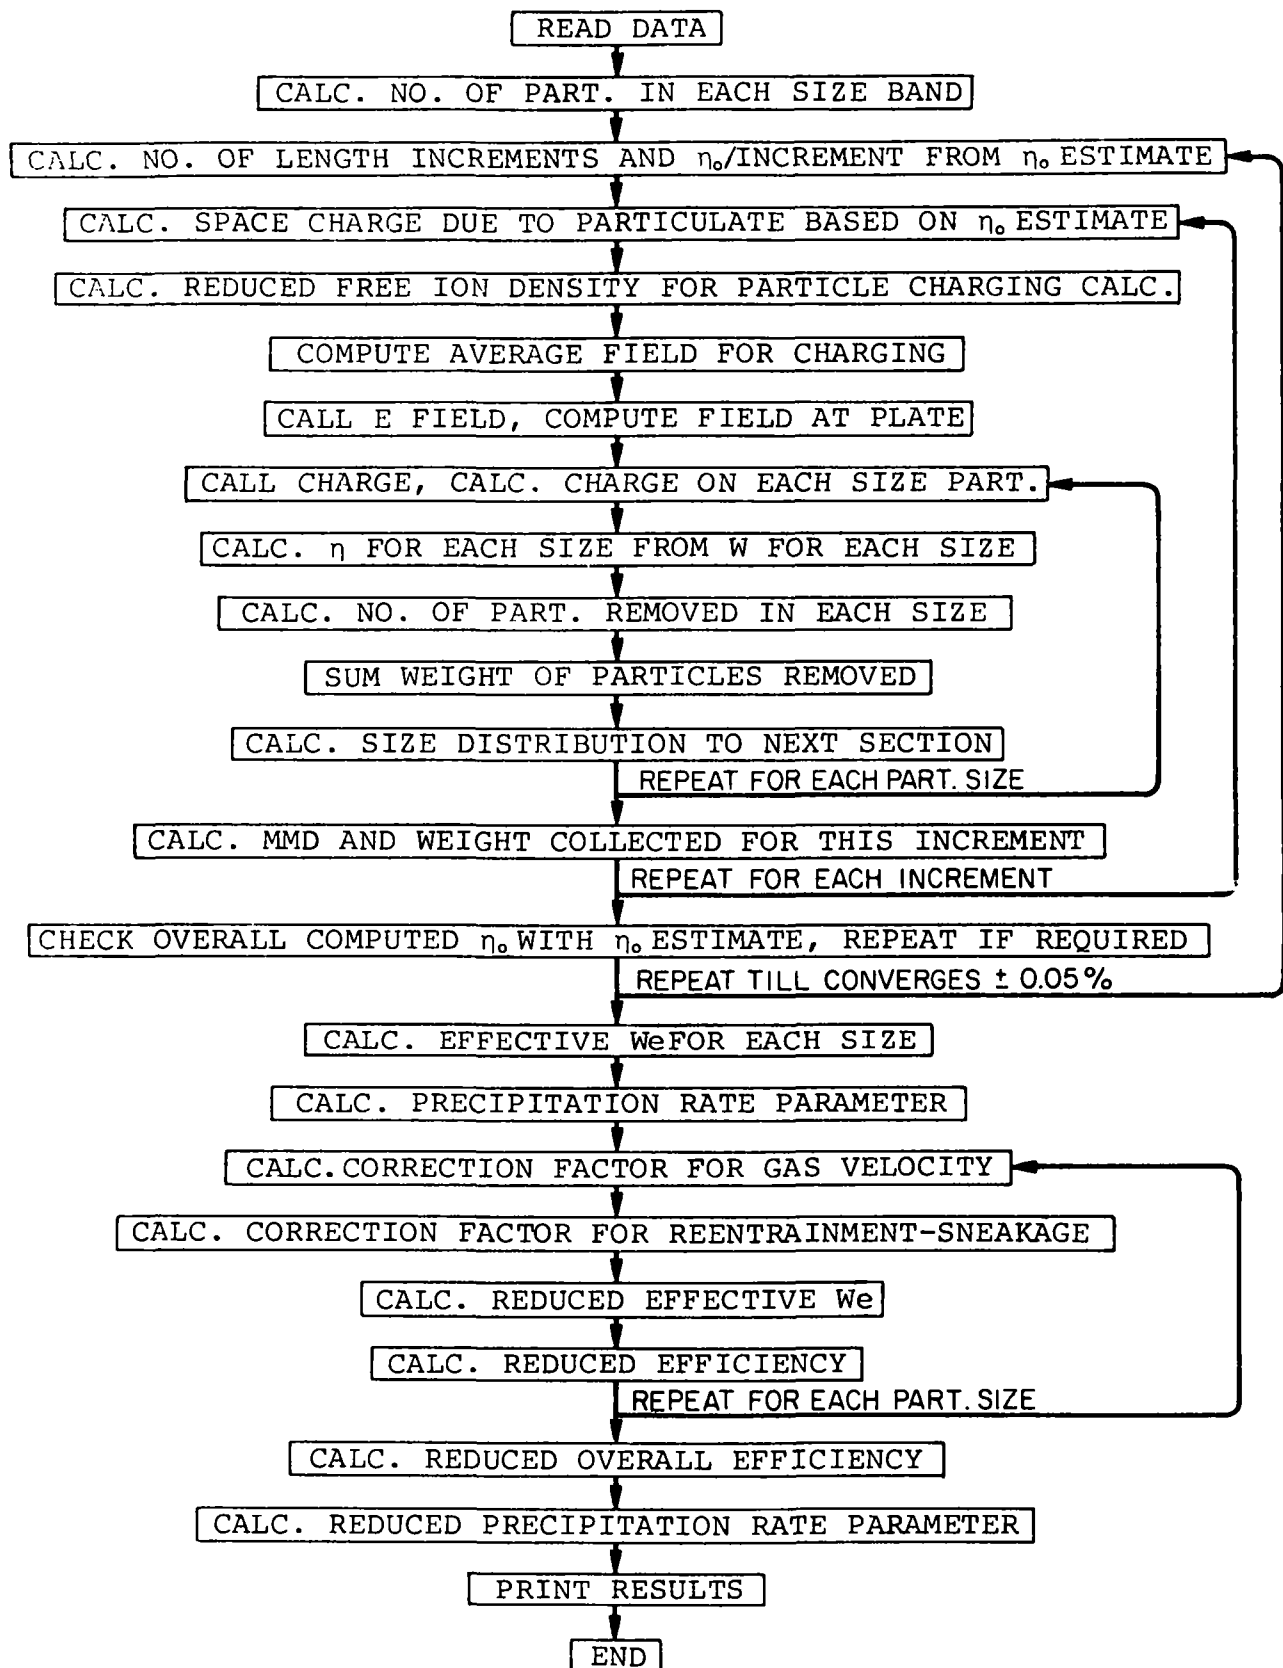 READ DATA
CALC. NO. OF PART. IN EACH SIZE BAND
CALC. NO. OF LENGTH INCREMENTS AND ηₒ/INCREMENT FROM ηₒ ESTIMATE
CALC. SPACE CHARGE DUE TO PARTICULATE BASED ON ηₒ ESTIMATE
CALC. REDUCED FREE ION DENSITY FOR PARTICLE CHARGING CALC.
COMPUTE AVERAGE FIELD FOR CHARGING
CALL E FIELD, COMPUTE FIELD AT PLATE
CALL CHARGE, CALC. CHARGE ON EACH SIZE PART.
CALC. η FOR EACH SIZE FROM W FOR EACH SIZE
CALC. NO. OF PART. REMOVED IN EACH SIZE
SUM WEIGHT OF PARTICLES REMOVED
CALC. SIZE DISTRIBUTION TO NEXT SECTION
REPEAT FOR EACH PART. SIZE
CALC. MMD AND WEIGHT COLLECTED FOR THIS INCREMENT
REPEAT FOR EACH INCREMENT
CHECK OVERALL COMPUTED ηₒ WITH ηₒ ESTIMATE, REPEAT IF REQUIRED
REPEAT TILL CONVERGES ± 0.05%
CALC. EFFECTIVE We FOR EACH SIZE
CALC. PRECIPITATION RATE PARAMETER
CALC. CORRECTION FACTOR FOR GAS VELOCITY
CALC. CORRECTION FACTOR FOR REENTRAINMENT-SNEAKAGE
CALC. REDUCED EFFECTIVE We
CALC. REDUCED EFFICIENCY
REPEAT FOR EACH PART. SIZE
CALC. REDUCED OVERALL EFFICIENCY
CALC. REDUCED PRECIPITATION RATE PARAMETER
PRINT RESULTS
END